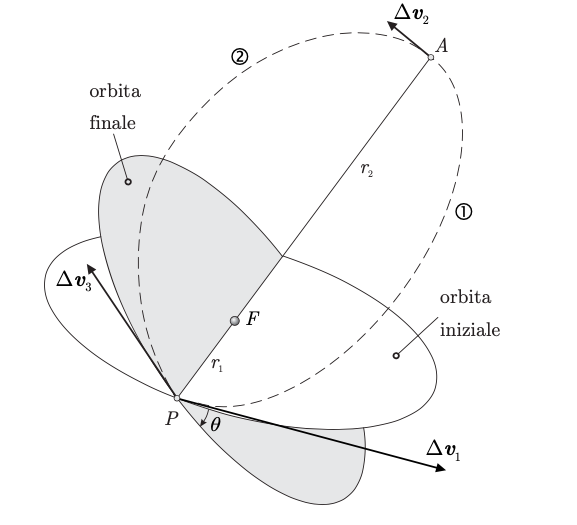 Δv₂
A
②
orbita
finale
r₂
①
Δv₃
F
orbita
iniziale
r₁
P
θ
Δv₁